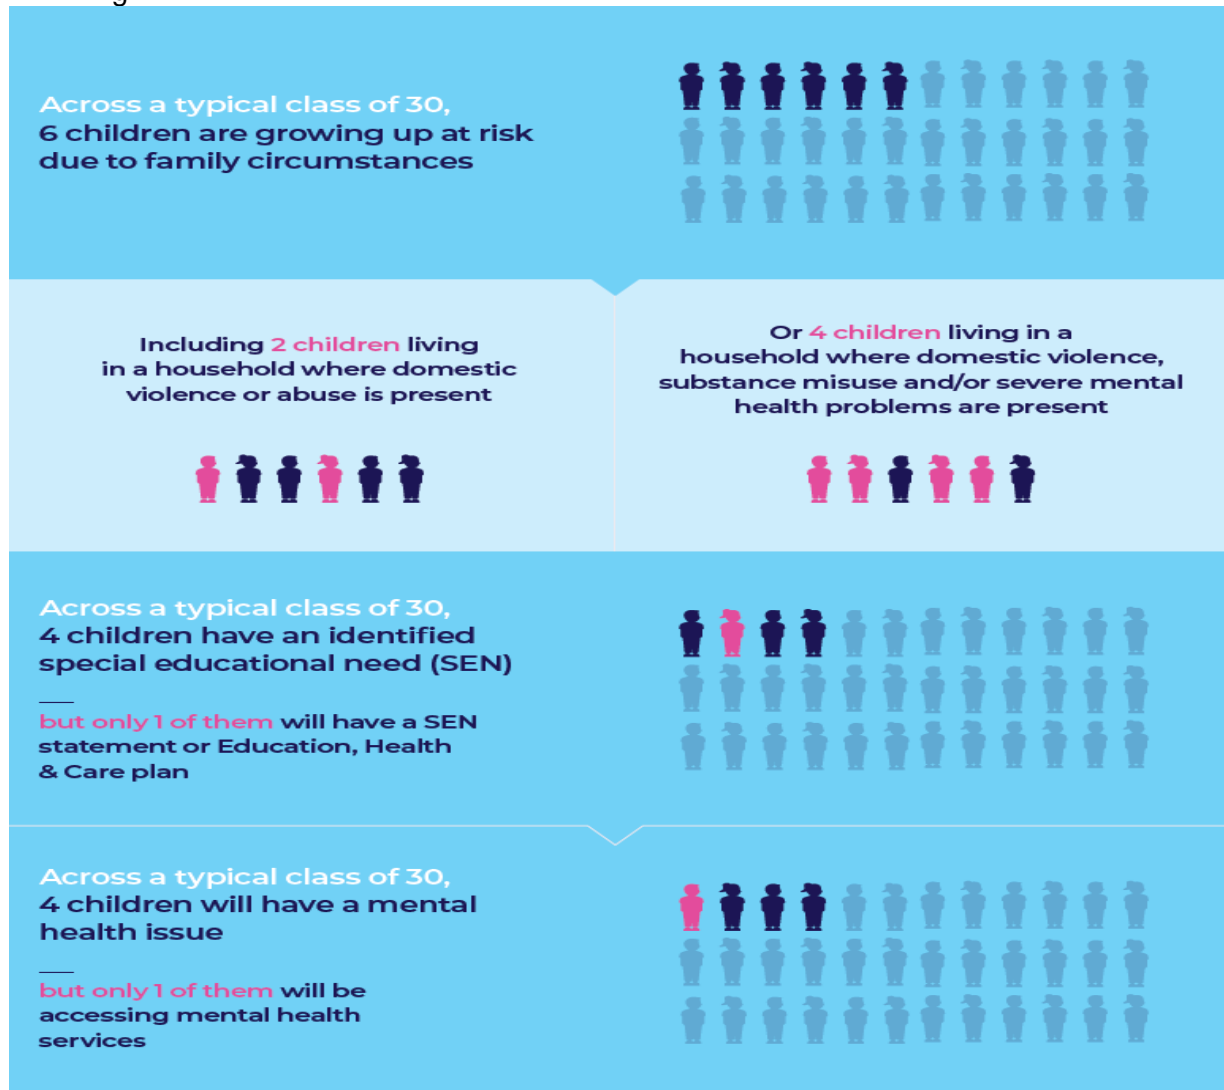 Across a typical class of 30,
6 children are growing up at risk
due to family circumstances
Including 2 children living
in a household where domestic
violence or abuse is present
Or 4 children living in a
household where domestic violence,
substance misuse and/or severe mental
health problems are present
Across a typical class of 30,
4 children have an identified
special educational need (SEN)
but only 1 of them will have a SEN
statement or Education, Health
& Care plan
Across a typical class of 30,
4 children will have a mental
health issue
but only 1 of them will be
accessing mental health
services